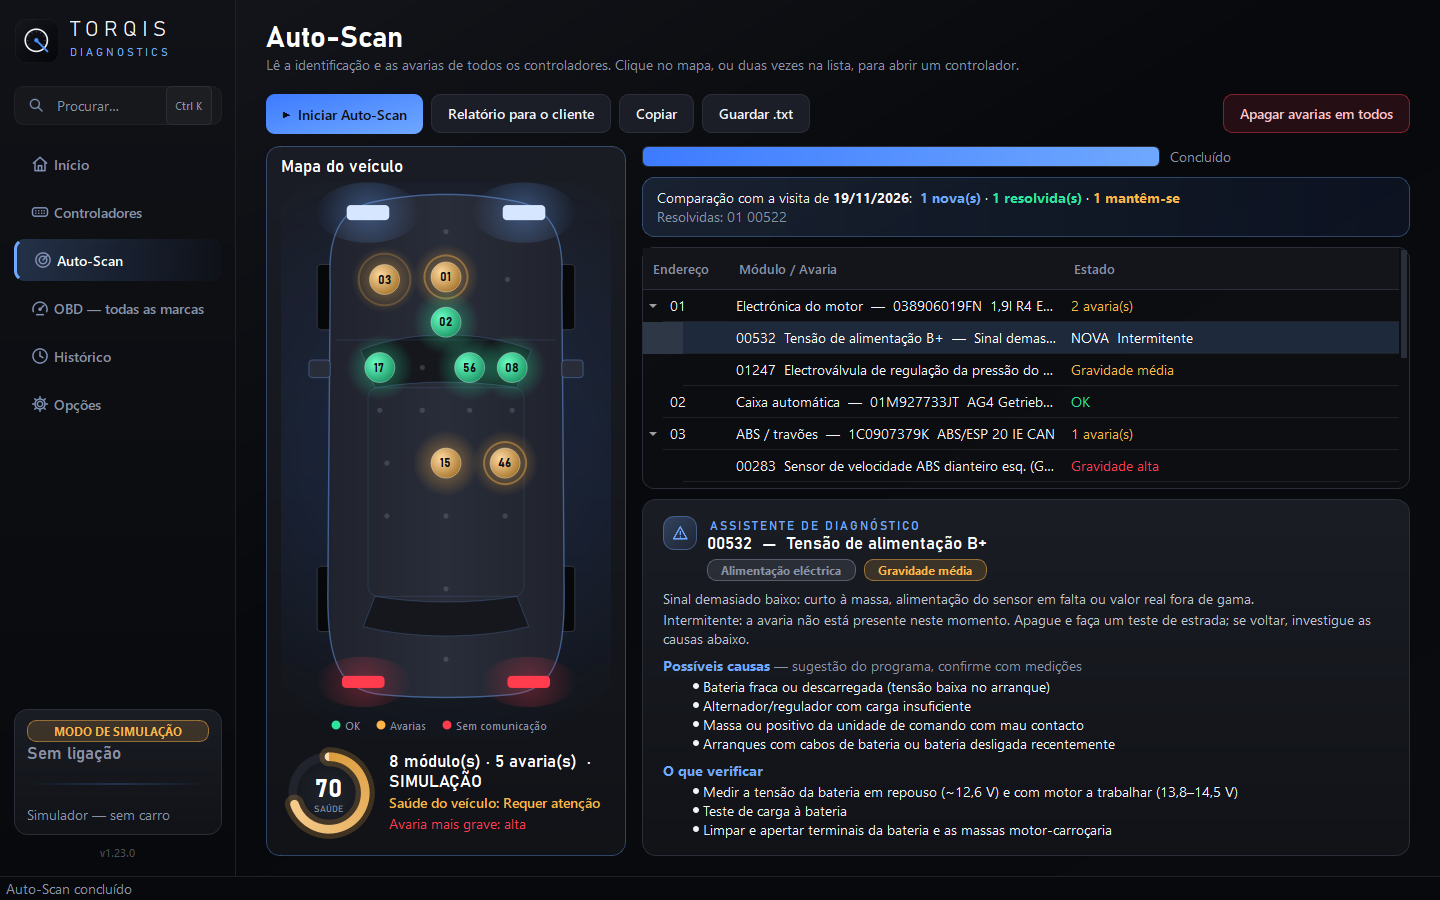 TORQIS
DIAGNOSTICS
Procurar...
Ctrl K
Início
Controladores
Auto-Scan
OBD — todas as marcas
Histórico
Opções
MODO DE SIMULAÇÃO
Sem ligação
Simulador — sem carro
v1.23.0
Auto-Scan
Lê a identificação e as avarias de todos os controladores. Clique no mapa, ou duas vezes na lista, para abrir um controlador.
Iniciar Auto-Scan
Relatório para o cliente
Copiar
Guardar .txt
Apagar avarias em todos
Mapa do veículo
03
01
02
17
56
08
15
46
OK
Avarias
Sem comunicação
70
SAÚDE
8 módulo(s) · 5 avaria(s) ·
SIMULAÇÃO
Saúde do veículo: Requer atenção
Avaria mais grave: alta
Concluído
Comparação com a visita de 19/11/2026: 1 nova(s) · 1 resolvida(s) · 1 mantêm-se
Resolvidas: 01 00522
Endereço Módulo / Avaria Estado
01 Electrónica do motor — 038906019FN 1,9l R4 E... 2 avaria(s)
00532 Tensão de alimentação B+ — Sinal demas... NOVA Intermitente
01247 Electroválvula de regulação da pressão do ... Gravidade média
02 Caixa automática — 01M927733JT AG4 Getrieb... OK
03 ABS / travões — 1C0907379K ABS/ESP 20 IE CAN 1 avaria(s)
00283 Sensor de velocidade ABS dianteiro esq. (G... Gravidade alta
ASSISTENTE DE DIAGNÓSTICO
00532 — Tensão de alimentação B+
Alimentação eléctrica
Gravidade média
Sinal demasiado baixo: curto à massa, alimentação do sensor em falta ou valor real fora de gama.
Intermitente: a avaria não está presente neste momento. Apague e faça um teste de estrada; se voltar, investigue as
causas abaixo.
Possíveis causas — sugestão do programa, confirme com medições
• Bateria fraca ou descarregada (tensão baixa no arranque)
• Alternador/regulador com carga insuficiente
• Massa ou positivo da unidade de comando com mau contacto
• Arranques com cabos de bateria ou bateria desligada recentemente
O que verificar
• Medir a tensão da bateria em repouso (~12,6 V) e com motor a trabalhar (13,8–14,5 V)
• Teste de carga à bateria
• Limpar e apertar terminais da bateria e as massas motor-carroçaria
Auto-Scan concluído